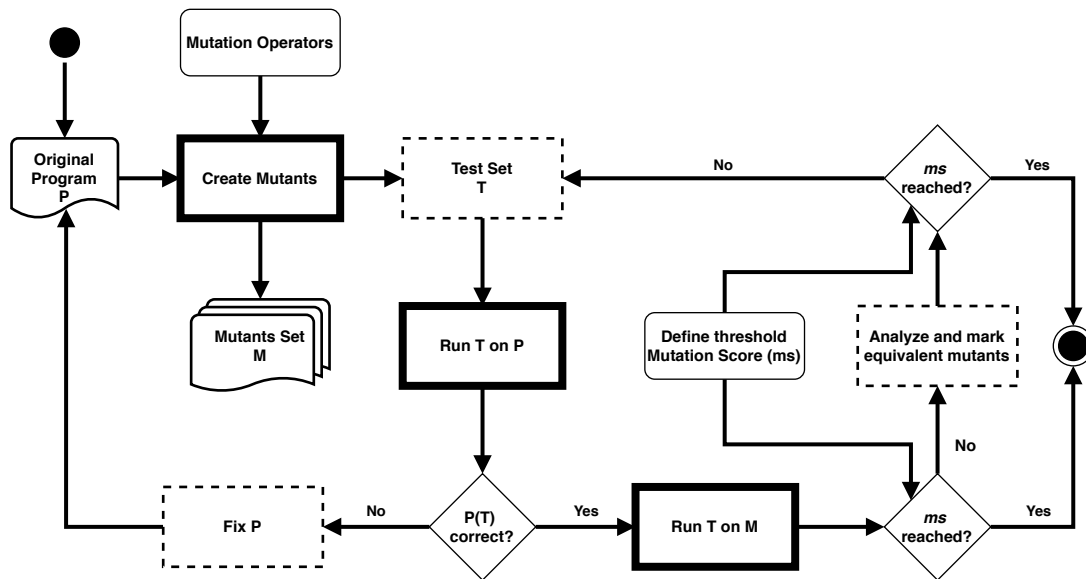 Mutation Operators
Original
Program
P
Create Mutants
Test Set
T
No
ms
reached?
Yes
Mutants Set
M
Run T on P
Define threshold
Mutation Score (ms)
Analyze and mark
equivalent mutants
No
Fix P
No
P(T)
correct?
Yes
Run T on M
ms
reached?
Yes